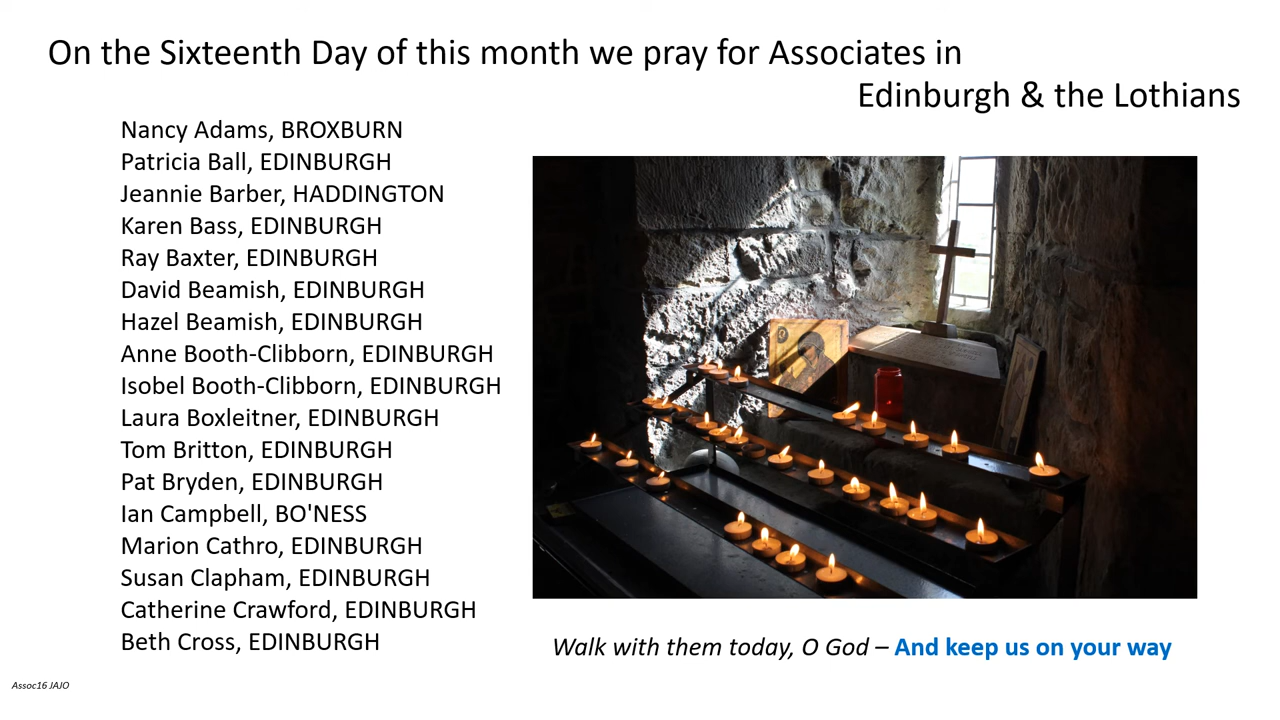 On the Sixteenth Day of this month we pray for Associates in
Edinburgh & the Lothians
Nancy Adams, BROXBURN
Patricia Ball, EDINBURGH
Jeannie Barber, HADDINGTON
Karen Bass, EDINBURGH
Ray Baxter, EDINBURGH
David Beamish, EDINBURGH
Hazel Beamish, EDINBURGH
Anne Booth-Clibborn, EDINBURGH
Isobel Booth-Clibborn, EDINBURGH
Laura Boxleitner, EDINBURGH
Tom Britton, EDINBURGH
Pat Bryden, EDINBURGH
Ian Campbell, BO'NESS
Marion Cathro, EDINBURGH
Susan Clapham, EDINBURGH
Catherine Crawford, EDINBURGH
Beth Cross, EDINBURGH
Walk with them today, O God – And keep us on your way
Assoc16 JAJO